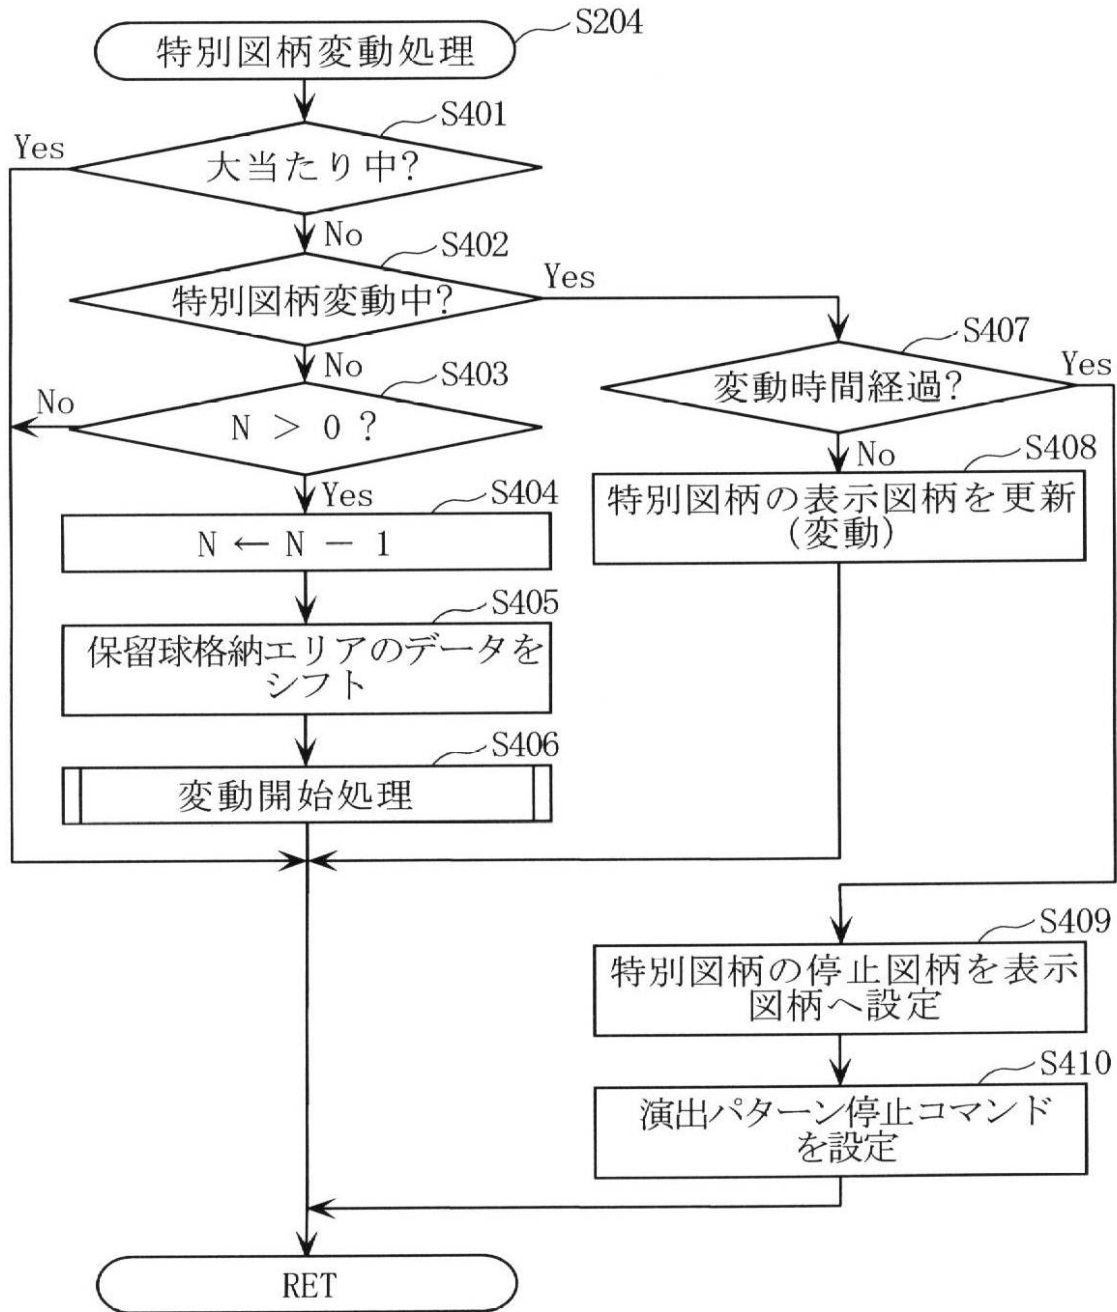 特別図柄変動処理
S204
S401
Yes
大当たり中?
No
S402
Yes
特別図柄変動中?
No
S403
S407
Yes
No
N > 0 ?
変動時間経過?
No
S408
Yes
S404
特別図柄の表示図柄を更新
(変動)
N ← N - 1
S405
保留球格納エリアのデータを
シフト
S406
変動開始処理
S409
特別図柄の停止図柄を表示
図柄へ設定
S410
演出パターン停止コマンド
を設定
RET